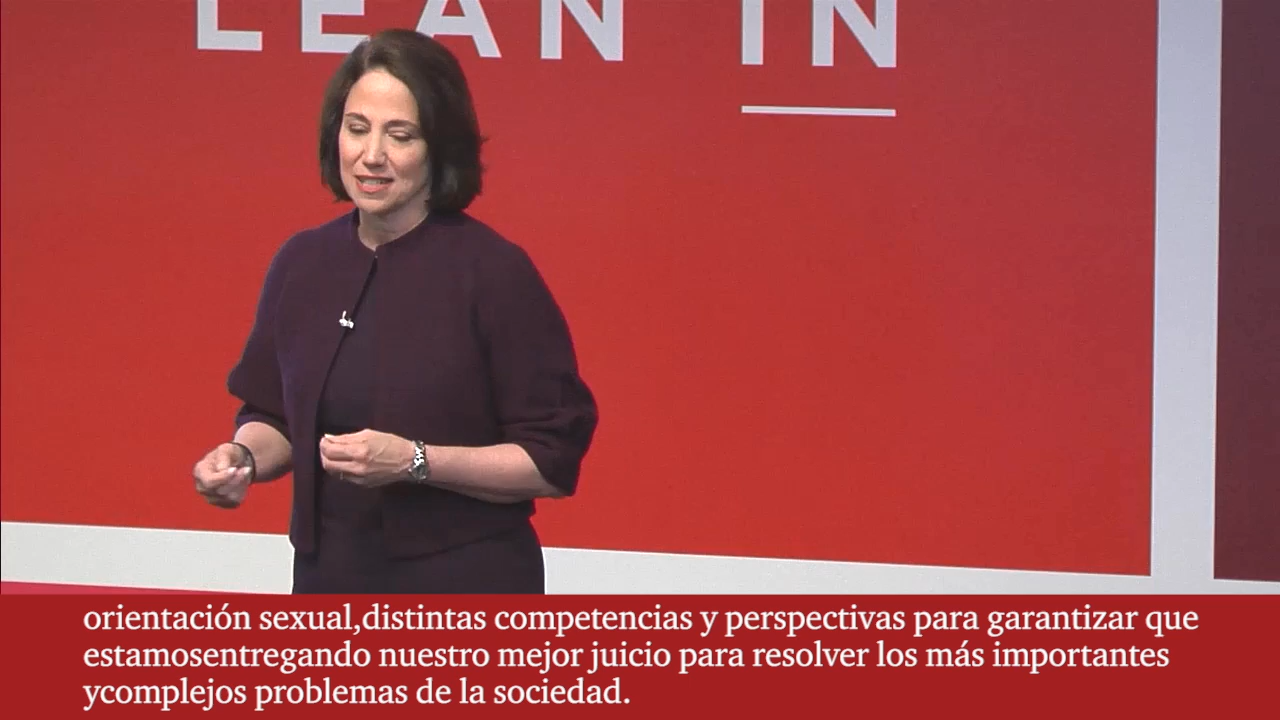 LEAN IN
orientación sexual,distintas competencias y perspectivas para garantizar que
estamosentregando nuestro mejor juicio para resolver los más importantes
ycomplejos problemas de la sociedad.